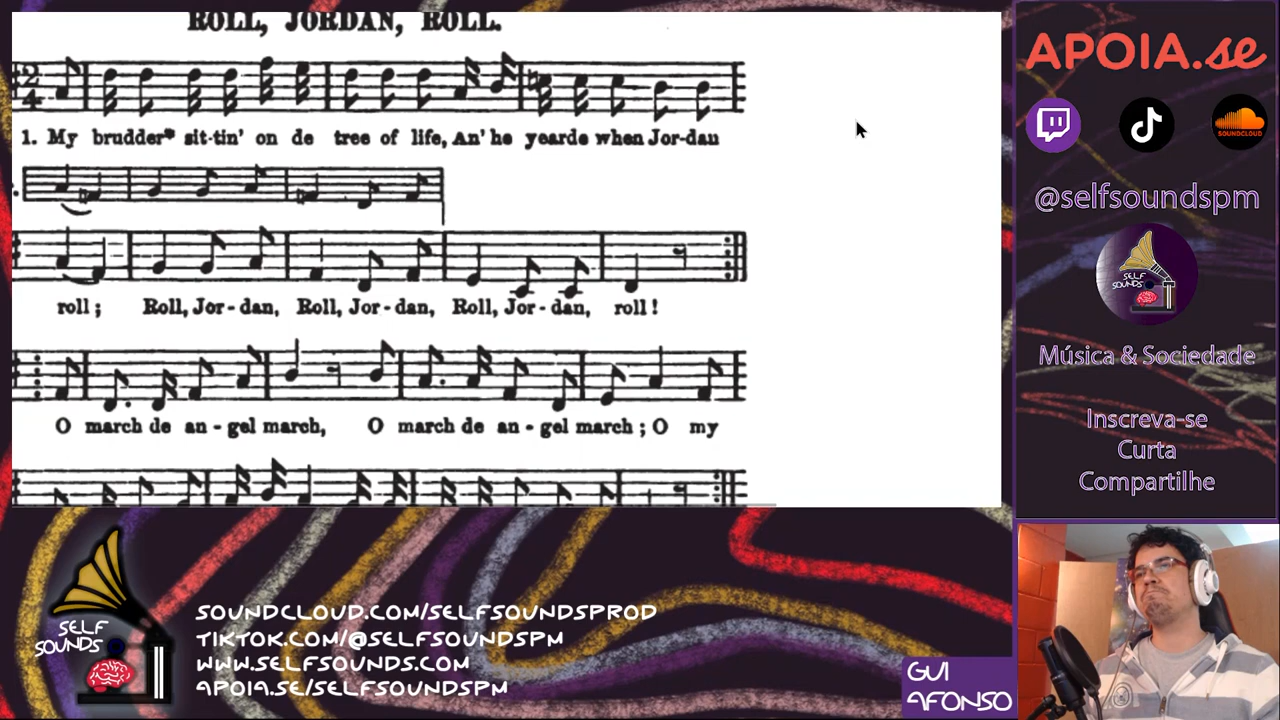 ROLL, JORDAN, ROLL.
2
4
1. My brudder* sit-tin' on de tree of life, An' he yearde when Jor-dan
roll; Roll, Jor-dan, Roll, Jor-dan, Roll, Jor-dan, roll!
O march de an-gel march, O march de an-gel march; O my
APOIA.se
SOUNDCLOUD
@selfsoundspm
SELF
SOUNDS
Música & Sociedade
Inscreva-se
Curta
Compartilhe
SELF
SOUNDS
SOUNDCLOUD.COM/SELFSOUNDSPROD
TIKTOK.COM/@SELFSOUNDSPM
WWW.SELFSOUNDS.COM
APOIA.SE/SELFSOUNDSPM
GUI
AFONSO